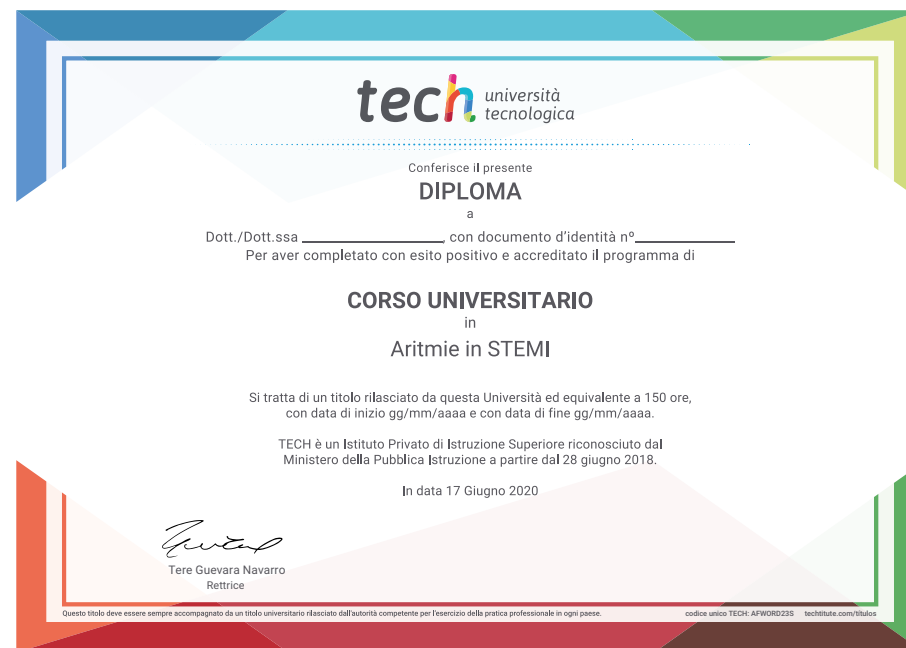 tech università
tecnologica
Conferisce il presente
DIPLOMA
a
Dott./Dott.ssa ________________, con documento d'identità nº____________
Per aver completato con esito positivo e accreditato il programma di
CORSO UNIVERSITARIO
in
Aritmie in STEMI
Si tratta di un titolo rilasciato da questa Università ed equivalente a 150 ore,
con data di inizio gg/mm/aaaa e con data di fine gg/mm/aaaa.
TECH è un Istituto Privato di Istruzione Superiore riconosciuto dal
Ministero della Pubblica Istruzione a partire dal 28 giugno 2018.
In data 17 Giugno 2020
Tere Guevara Navarro
Rettrice
Questo titolo deve essere sempre accompagnato da un titolo universitario rilasciato dall'autorità competente per l'esercizio della pratica professionale in ogni paese. codice unico TECH: AFWORD23S techtitute.com/títulos